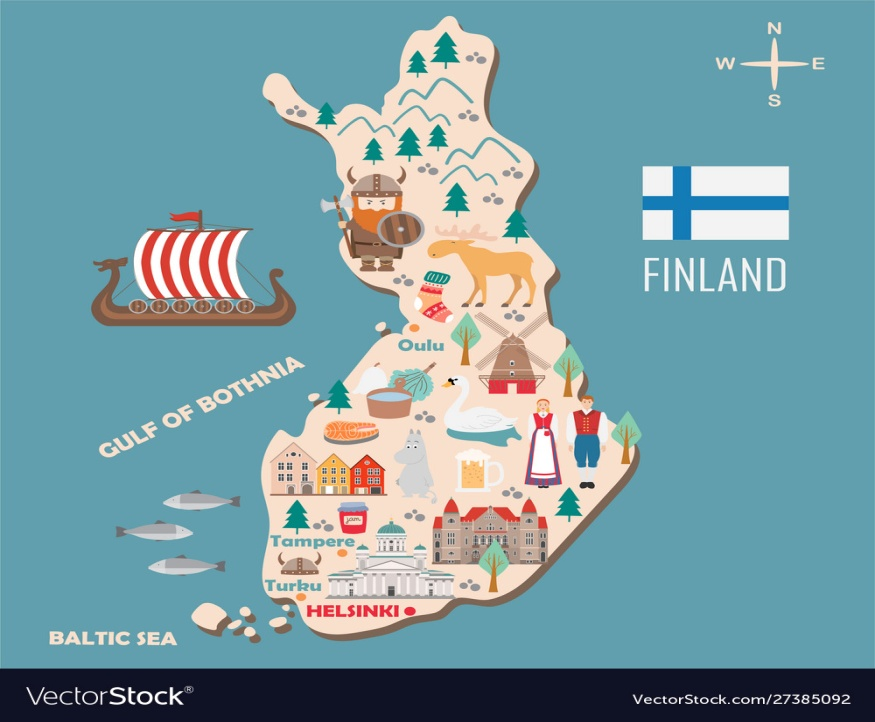 N
W E
S
FINLAND
Oulu
GULF OF BOTHNIA
jam
Tampere
Turku
HELSINKI
BALTIC SEA
VectorStock®
VectorStock.com/27385092